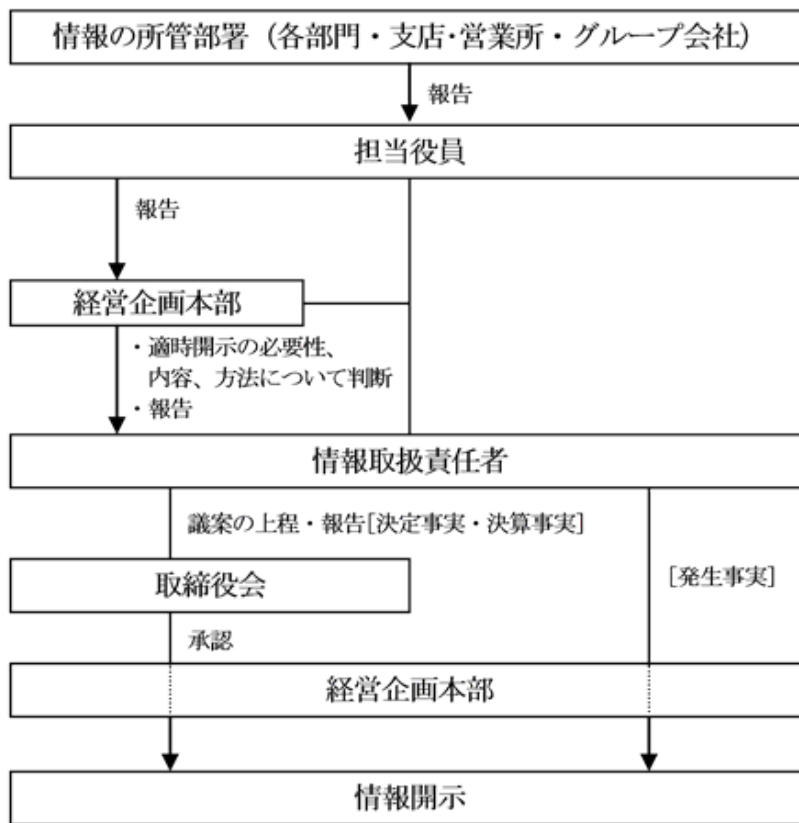 情報の所管部署（各部門・支店・営業所・グループ会社）
報告
担当役員
報告
経営企画本部
・適時開示の必要性、
内容、方法について判断
・報告
情報取扱責任者
議案の上程・報告[決定事実・決算事実]
取締役会
[発生事実]
承認
経営企画本部
情報開示